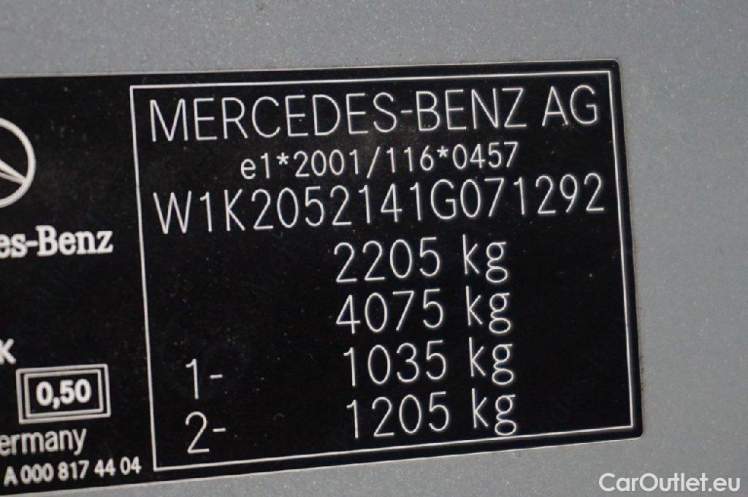 MERCEDES-BENZ AG
e1*2001/116*0457
W1K2052141G071292
2205 kg
4075 kg
1- 1035 kg
2- 1205 kg
es-Benz
K
0,50
ermany
A 000 817 44 04
CarOutlet.eu